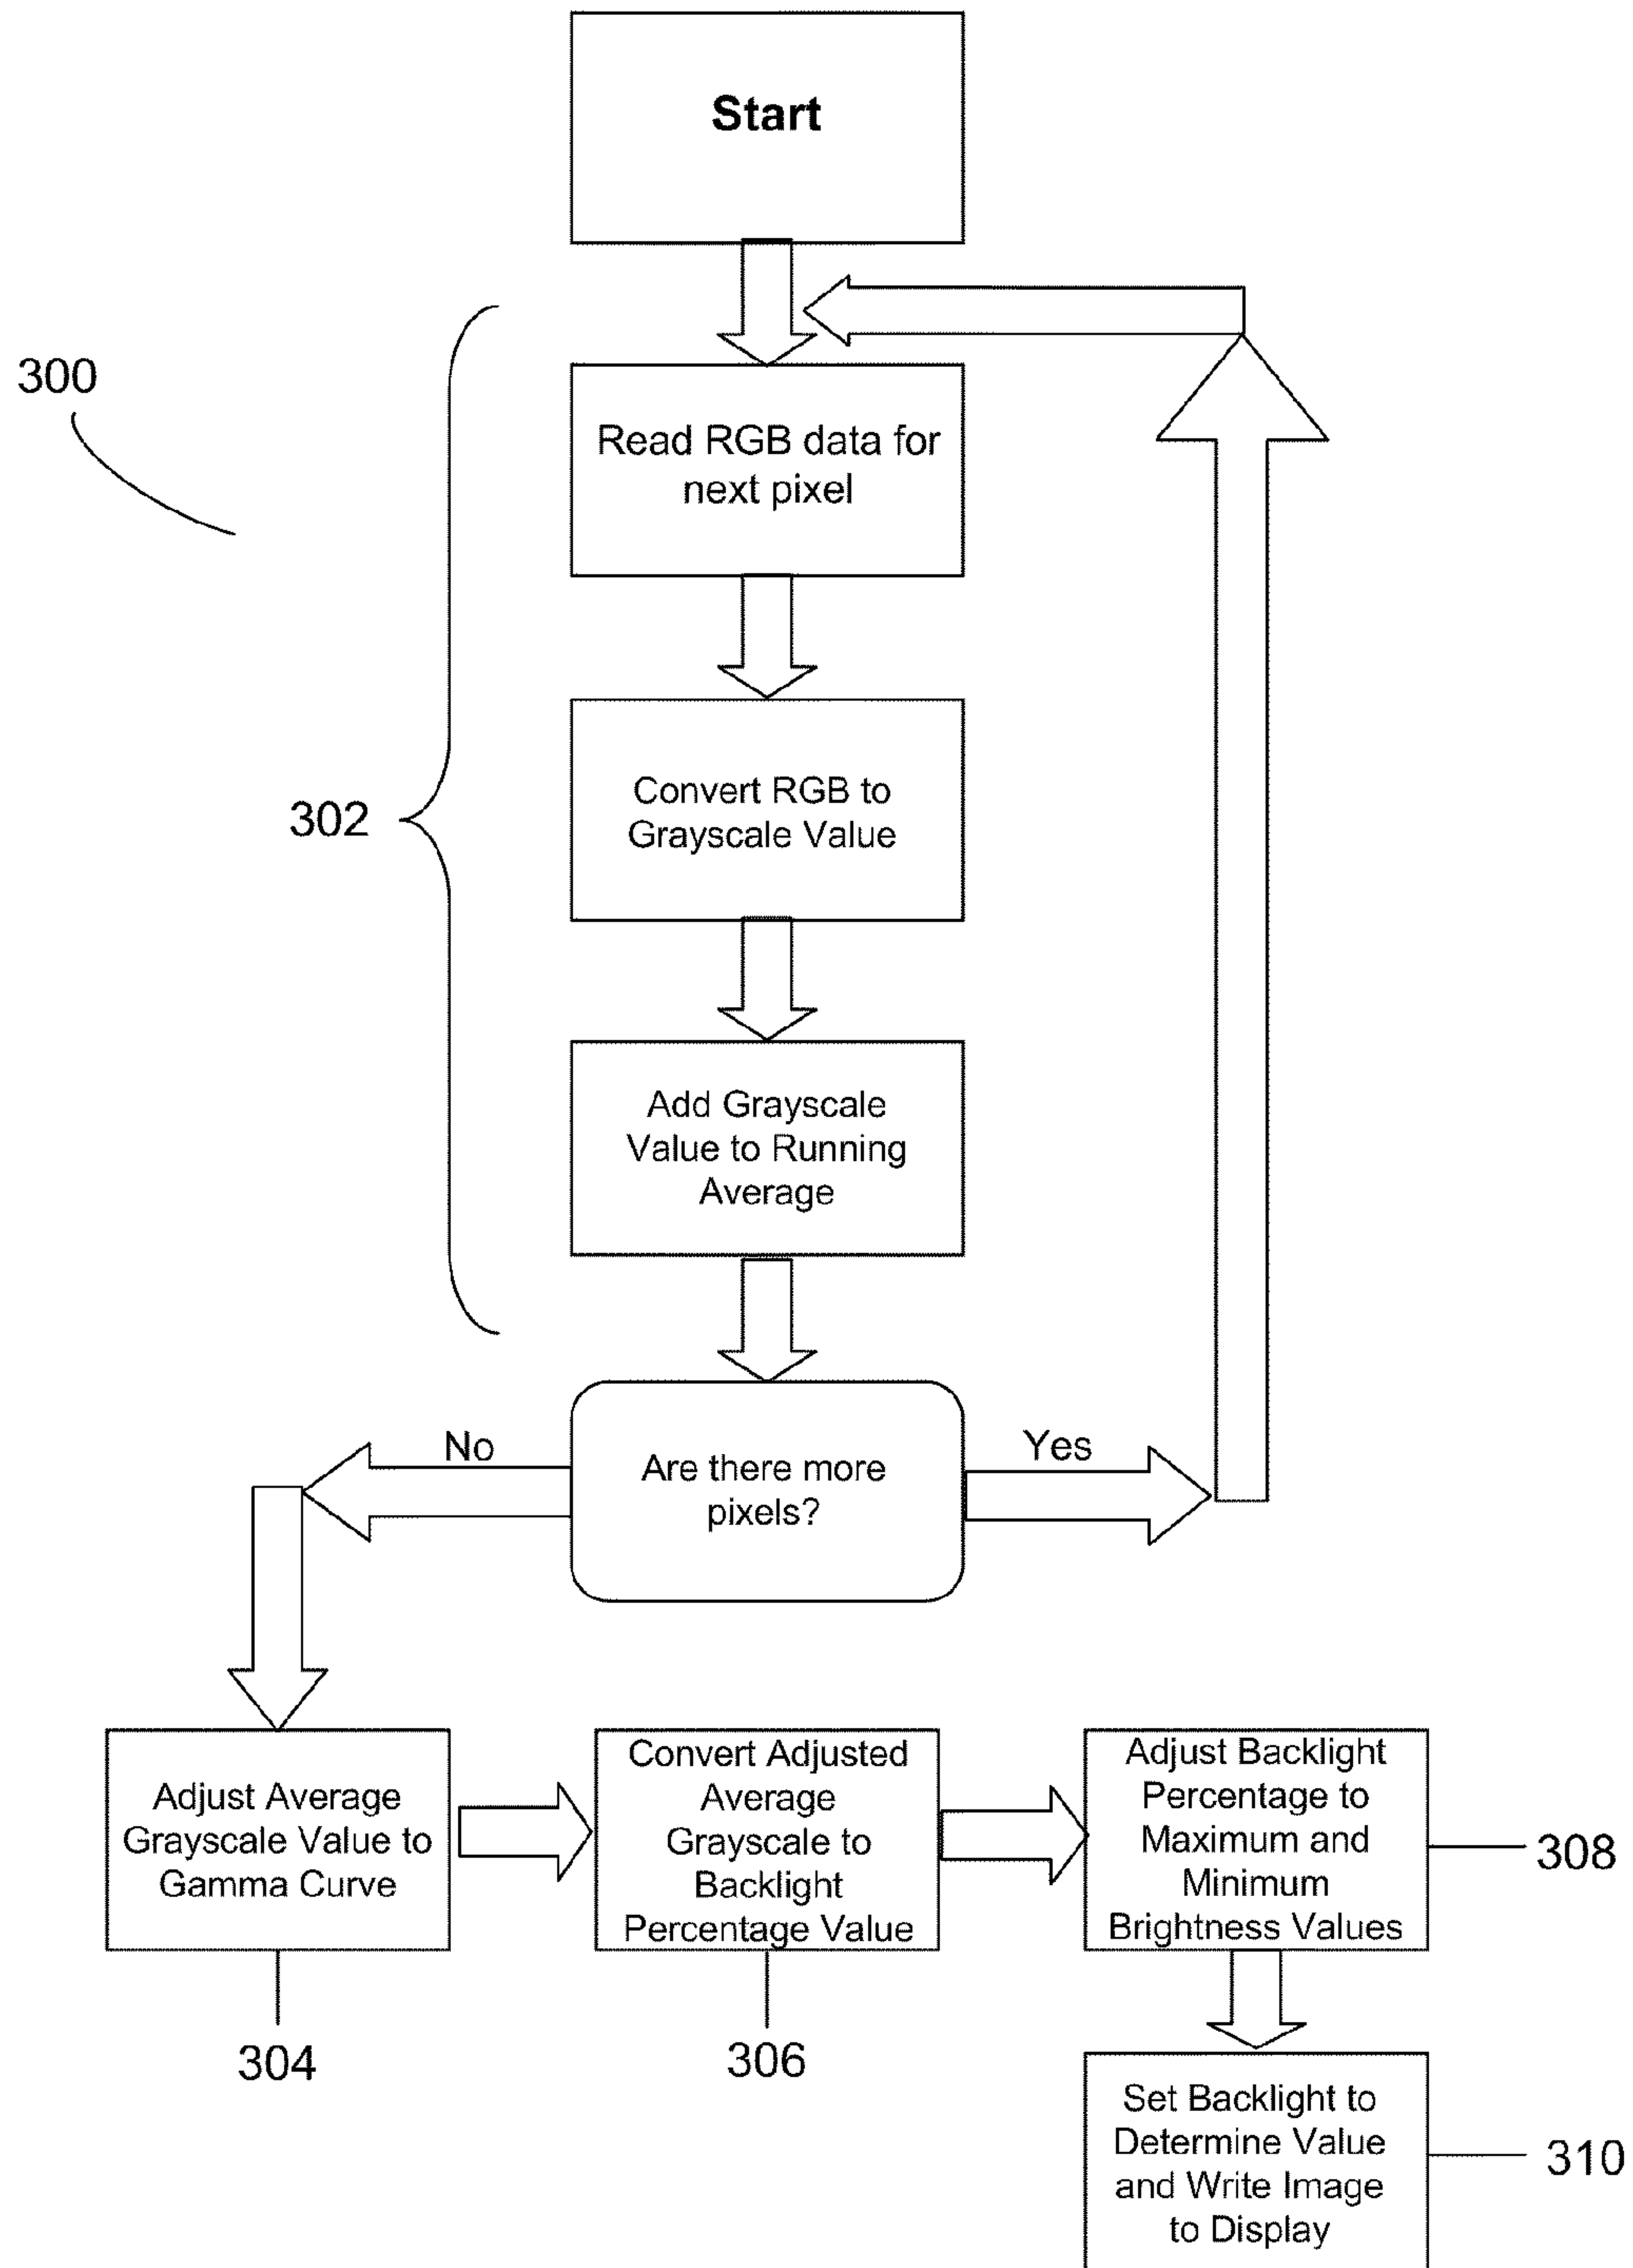 Start
300
Read RGB data for
next pixel
302
Convert RGB to
Grayscale Value
Add Grayscale
Value to Running
Average
No
Yes
Are there more
pixels?
Adjust Average
Grayscale Value to
Gamma Curve
304
Convert Adjusted
Average
Grayscale to
Backlight
Percentage Value
306
Adjust Backlight
Percentage to
Maximum and
Minimum
Brightness Values
308
Set Backlight to
Determine Value
and Write Image
to Display
310